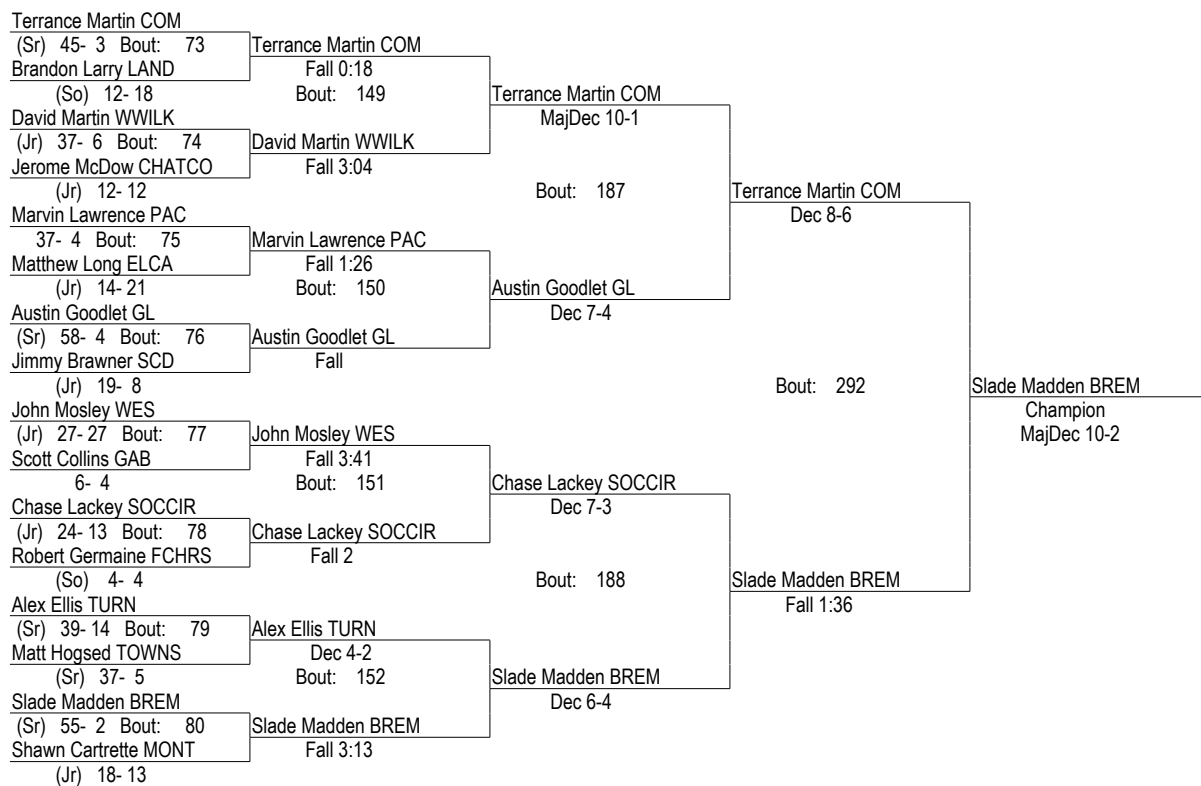 Terrance Martin COM
(Sr) 45- 3 Bout: 73
Terrance Martin COM
Brandon Larry LAND
Fall 0:18
(So) 12- 18
Bout: 149
Terrance Martin COM
David Martin WWILK
MajDec 10-1
(Jr) 37- 6 Bout: 74
David Martin WWILK
Jerome McDow CHATCO
Fall 3:04
(Jr) 12- 12
Bout: 187
Terrance Martin COM
Marvin Lawrence PAC
Dec 8-6
37- 4 Bout: 75
Marvin Lawrence PAC
Matthew Long ELCA
Fall 1:26
(Jr) 14- 21
Bout: 150
Austin Goodlet GL
Austin Goodlet GL
Dec 7-4
(Sr) 58- 4 Bout: 76
Austin Goodlet GL
Jimmy Brawner SCD
Fall
(Jr) 19- 8
Bout: 292
Slade Madden BREM
John Mosley WES
Champion
(Jr) 27- 27 Bout: 77
John Mosley WES
MajDec 10-2
Scott Collins GAB
Fall 3:41
6- 4
Bout: 151
Chase Lackey SOCCIR
Chase Lackey SOCCIR
Dec 7-3
(Jr) 24- 13 Bout: 78
Chase Lackey SOCCIR
Robert Germaine FCHRS
Fall 2
(So) 4- 4
Bout: 188
Slade Madden BREM
Alex Ellis TURN
Fall 1:36
(Sr) 39- 14 Bout: 79
Alex Ellis TURN
Matt Hogsed TOWNS
Dec 4-2
(Sr) 37- 5
Bout: 152
Slade Madden BREM
Slade Madden BREM
Dec 6-4
(Sr) 55- 2 Bout: 80
Slade Madden BREM
Shawn Cartrette MONT
Fall 3:13
(Jr) 18- 13